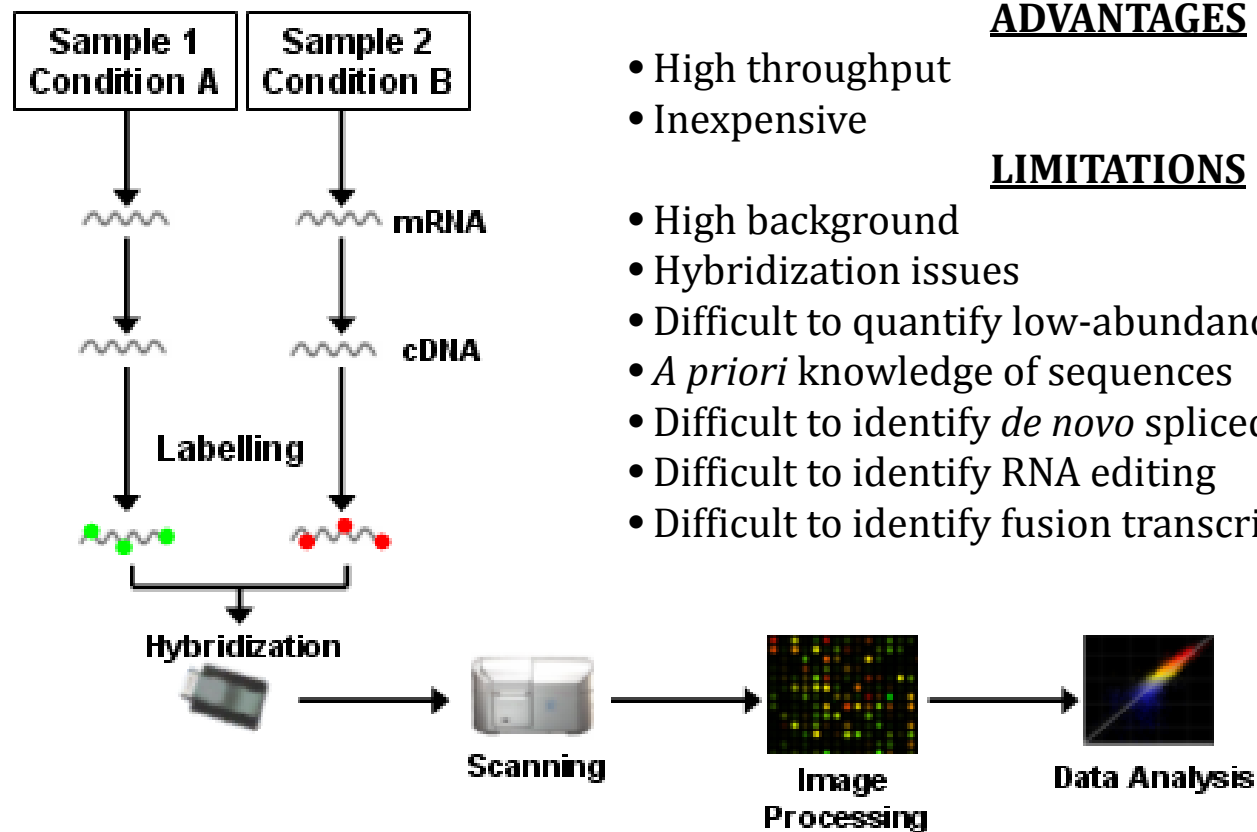 Sample 1
Condition A
Sample 2
Condition B
mRNA
cDNA
Labelling
Hybridization
Scanning
Image
Processing
Data Analysis
ADVANTAGES
• High throughput
• Inexpensive
LIMITATIONS
• High background
• Hybridization issues
• Difficult to quantify low-abundanc
• A priori knowledge of sequences
• Difficult to identify de novo spliced
• Difficult to identify RNA editing
• Difficult to identify fusion transcri